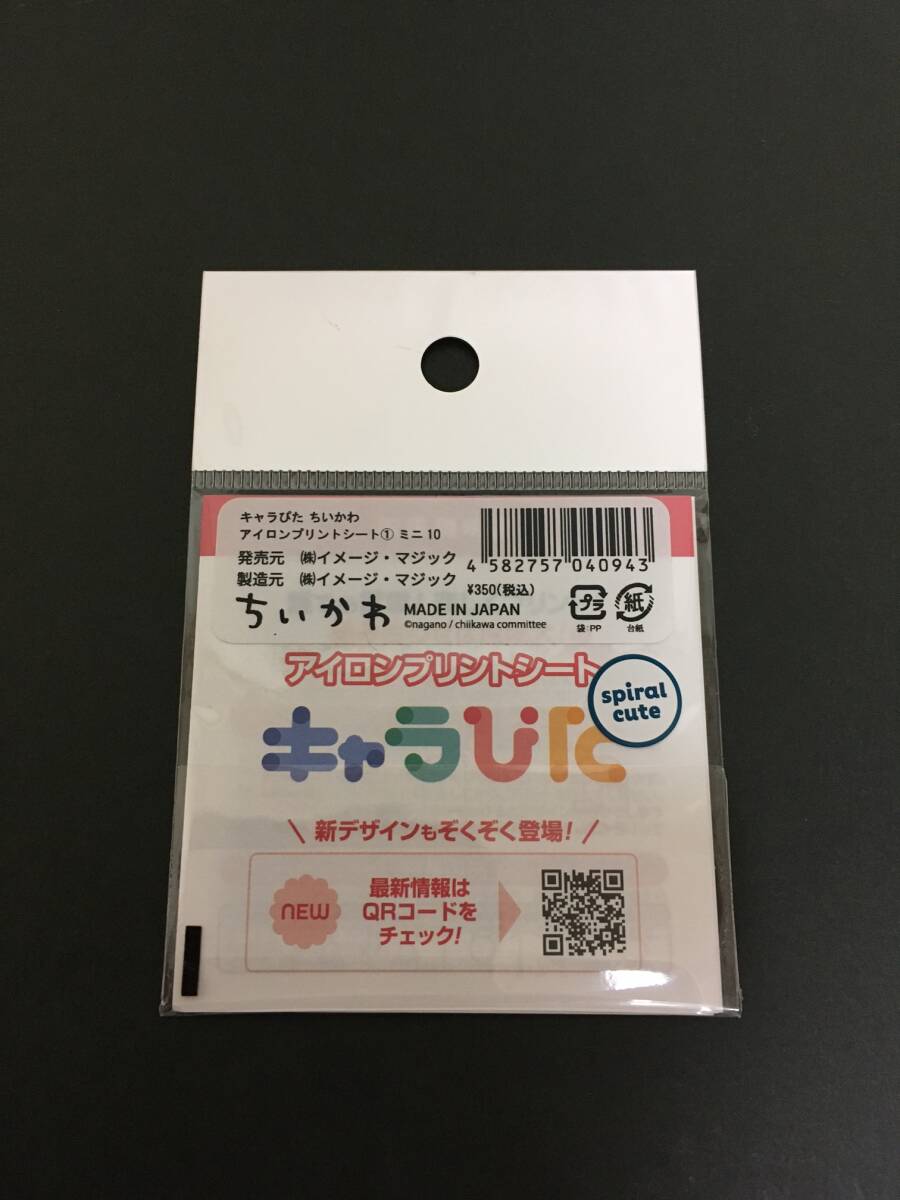 キャラぴた ちいかわ
アイロンプリントシート① ミニ 10
発売元 ㈱イメージ・マジック
製造元 ㈱イメージ・マジック
4 582757 040943
¥350(税込)
ちいかわ
MADE IN JAPAN
©nagano / chiikawa committee
プラ
袋:PP
紙
台紙
アイロンプリントシート
spiral
cute
キャラぴた
\ 新デザインもぞくぞく登場! /
NEW
最新情報は
QRコードを
チェック!